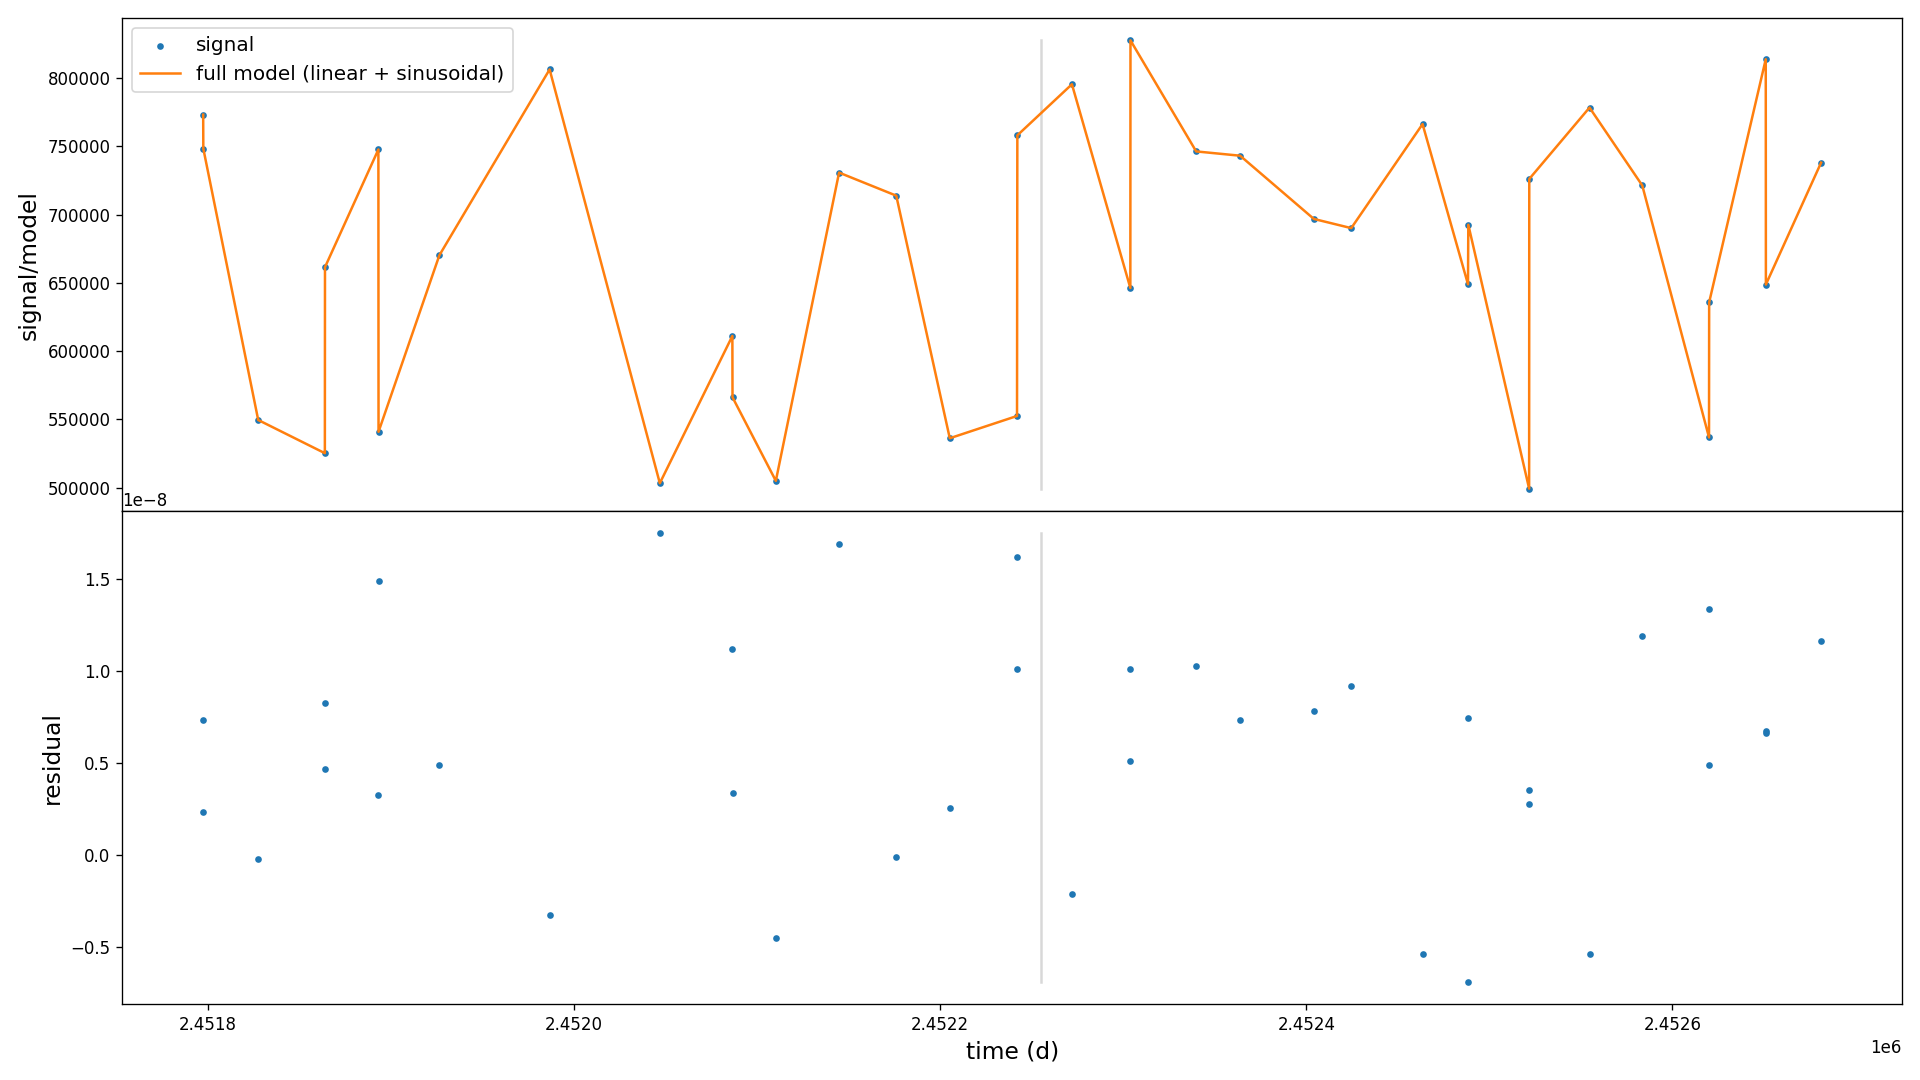 signal
full model (linear + sinusoidal)
800000
750000
700000
650000
600000
550000
500000
signal/model
1e−8
1.5
1.0
0.5
0.0
−0.5
residual
2.4518
2.4520
2.4522
2.4524
2.4526
1e6
time (d)